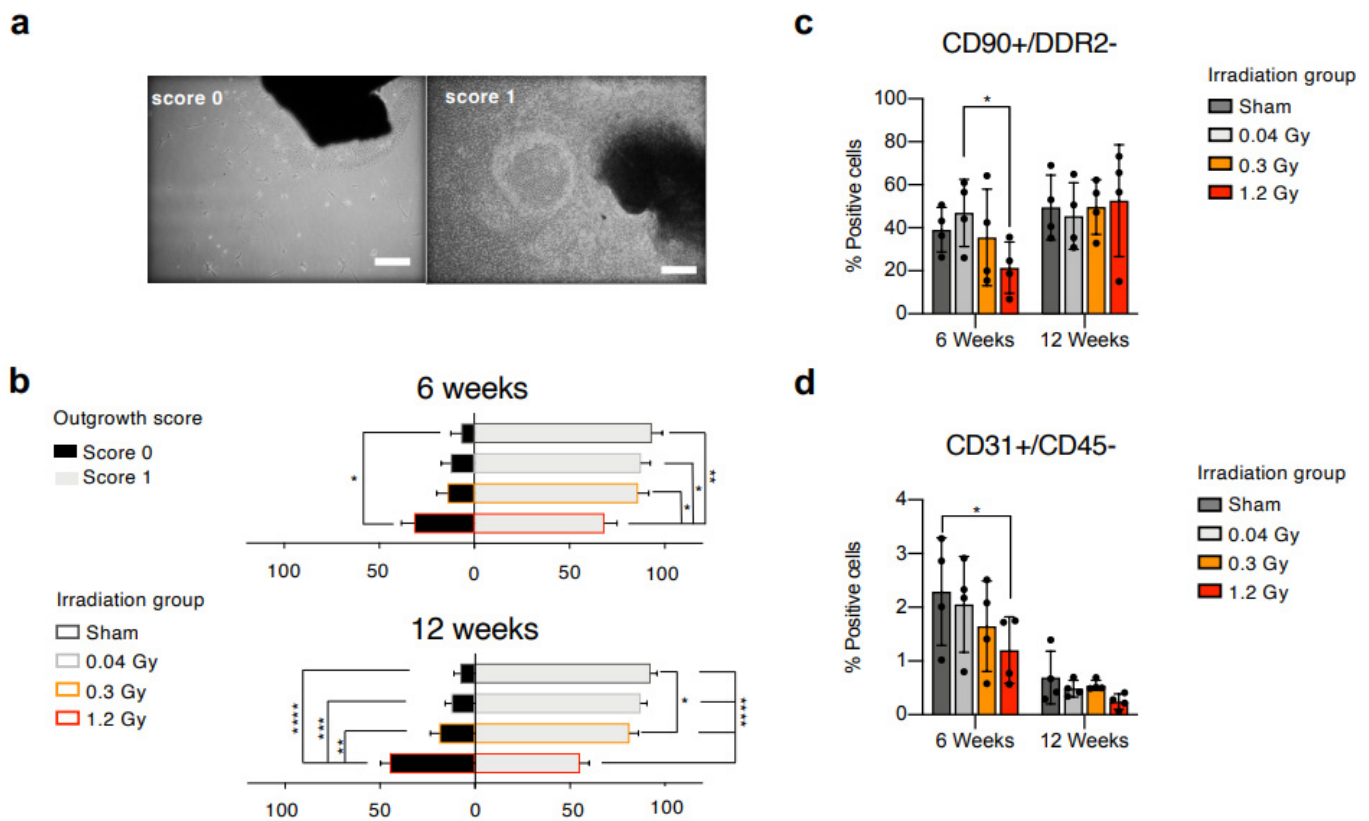 a
score 0
score 1
b
6 weeks
Outgrowth score
Score 0
Score 1
*
*
*
**
100
50
0
50
100
Irradiation group
Sham
0.04 Gy
0.3 Gy
1.2 Gy
12 weeks
****
***
**
*
****
100
50
0
50
100
c
CD90+/DDR2-
Irradiation group
Sham
0.04 Gy
0.3 Gy
1.2 Gy
*
% Positive cells
100
80
60
40
20
0
6 Weeks
12 Weeks
d
CD31+/CD45-
Irradiation group
Sham
0.04 Gy
0.3 Gy
1.2 Gy
*
% Positive cells
4
3
2
1
0
6 Weeks
12 Weeks